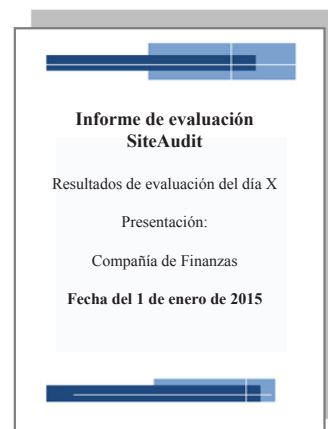 Informe de evaluación
SiteAudit
Resultados de evaluación del día X
Presentación:
Compañía de Finanzas
Fecha del 1 de enero de 2015